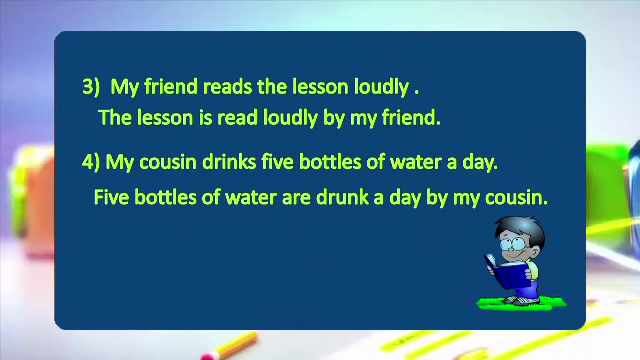 3) My friend reads the lesson loudly .
The lesson is read loudly by my friend.
4) My cousin drinks five bottles of water a day.
Five bottles of water are drunk a day by my cousin.